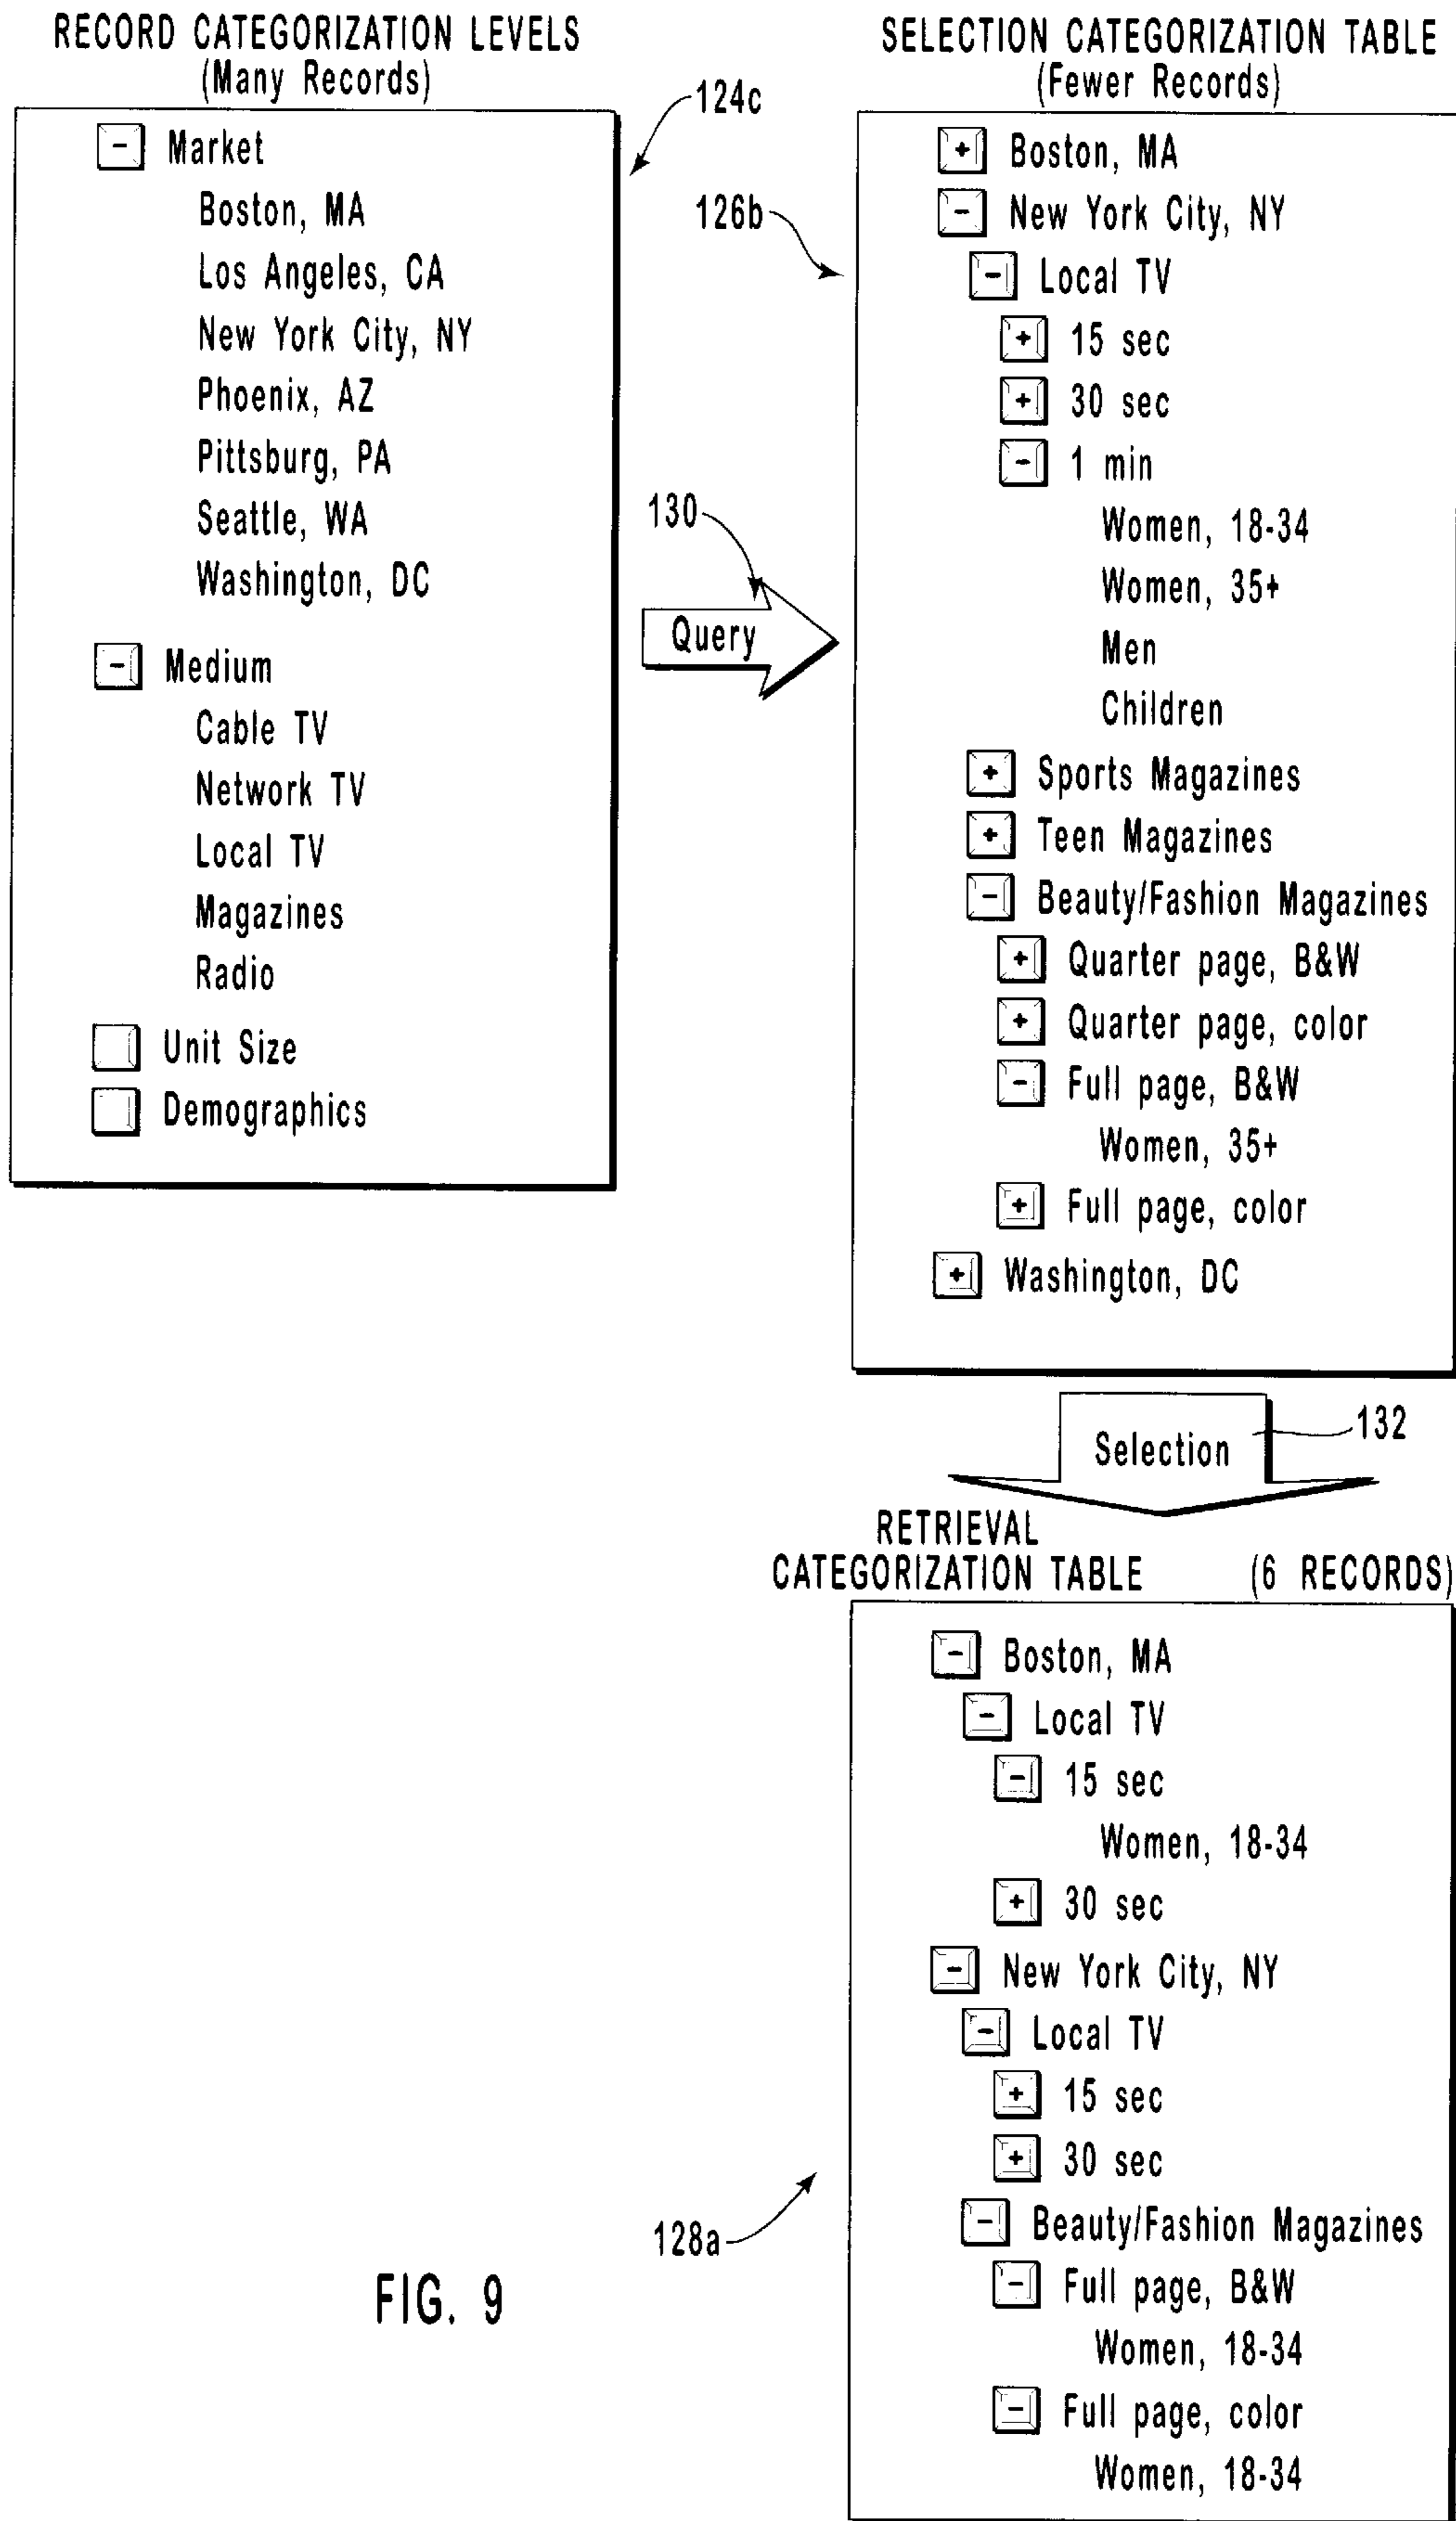 RECORD CATEGORIZATION LEVELS
(Many Records)
- Market
Boston, MA
Los Angeles, CA
New York City, NY
Phoenix, AZ
Pittsburg, PA
Seattle, WA
Washington, DC
- Medium
Cable TV
Network TV
Local TV
Magazines
Radio
Unit Size
Demographics
124c
126b
130
Query
SELECTION CATEGORIZATION TABLE
(Fewer Records)
+ Boston, MA
- New York City, NY
- Local TV
+ 15 sec
+ 30 sec
- 1 min
Women, 18-34
Women, 35+
Men
Children
+ Sports Magazines
+ Teen Magazines
- Beauty/Fashion Magazines
+ Quarter page, B&W
+ Quarter page, color
- Full page, B&W
Women, 35+
+ Full page, color
+ Washington, DC
Selection
132
RETRIEVAL
CATEGORIZATION TABLE (6 RECORDS)
- Boston, MA
- Local TV
- 15 sec
Women, 18-34
+ 30 sec
- New York City, NY
- Local TV
+ 15 sec
+ 30 sec
- Beauty/Fashion Magazines
- Full page, B&W
Women, 18-34
- Full page, color
Women, 18-34
128a
FIG. 9